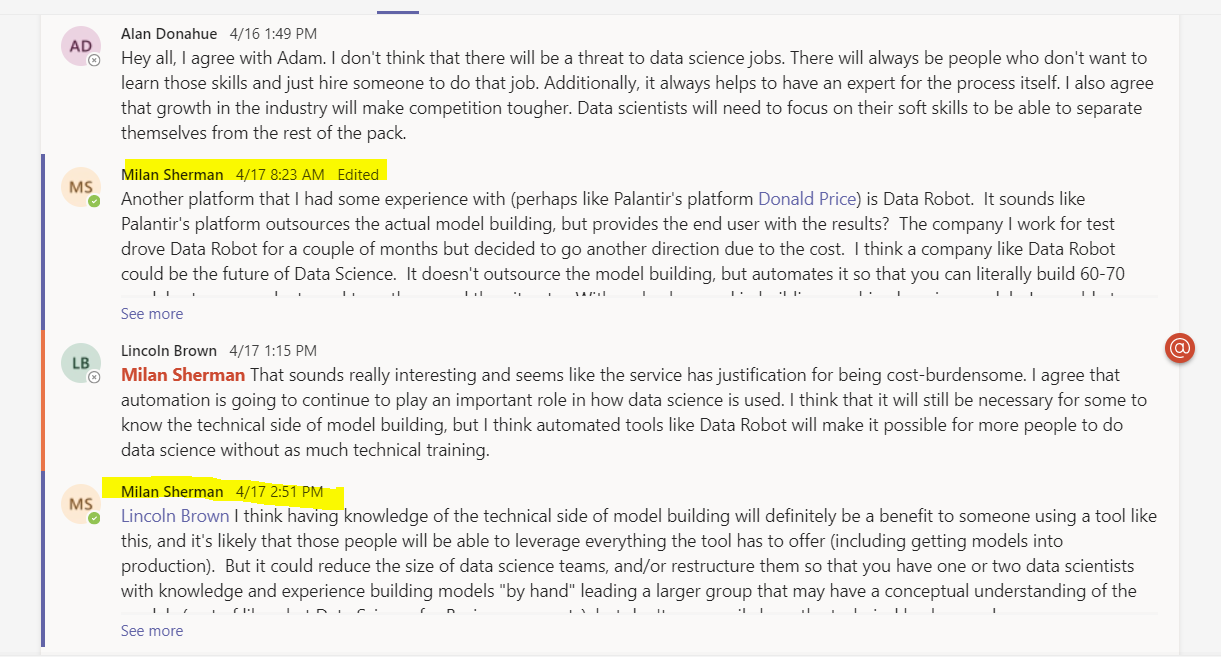 AD
Alan Donahue 4/16 1:49 PM
Hey all, I agree with Adam. I don't think that there will be a threat to data science jobs. There will always be people who don't want to
learn those skills and just hire someone to do that job. Additionally, it always helps to have an expert for the process itself. I also agree
that growth in the industry will make competition tougher. Data scientists will need to focus on their soft skills to be able to separate
themselves from the rest of the pack.
MS
Milan Sherman 4/17 8:23 AM Edited
Another platform that I had some experience with (perhaps like Palantir's platform Donald Price) is Data Robot. It sounds like
Palantir's platform outsources the actual model building, but provides the end user with the results? The company I work for test
drove Data Robot for a couple of months but decided to go another direction due to the cost. I think a company like Data Robot
could be the future of Data Science. It doesn't outsource the model building, but automates it so that you can literally build 60-70
See more
LB
Lincoln Brown 4/17 1:15 PM
@
Milan Sherman That sounds really interesting and seems like the service has justification for being cost-burdensome. I agree that
automation is going to continue to play an important role in how data science is used. I think that it will still be necessary for some to
know the technical side of model building, but I think automated tools like Data Robot will make it possible for more people to do
data science without as much technical training.
MS
Milan Sherman 4/17 2:51 PM
Lincoln Brown I think having knowledge of the technical side of model building will definitely be a benefit to someone using a tool like
this, and it's likely that those people will be able to leverage everything the tool has to offer (including getting models into
production). But it could reduce the size of data science teams, and/or restructure them so that you have one or two data scientists
with knowledge and experience building models "by hand" leading a larger group that may have a conceptual understanding of the
See more